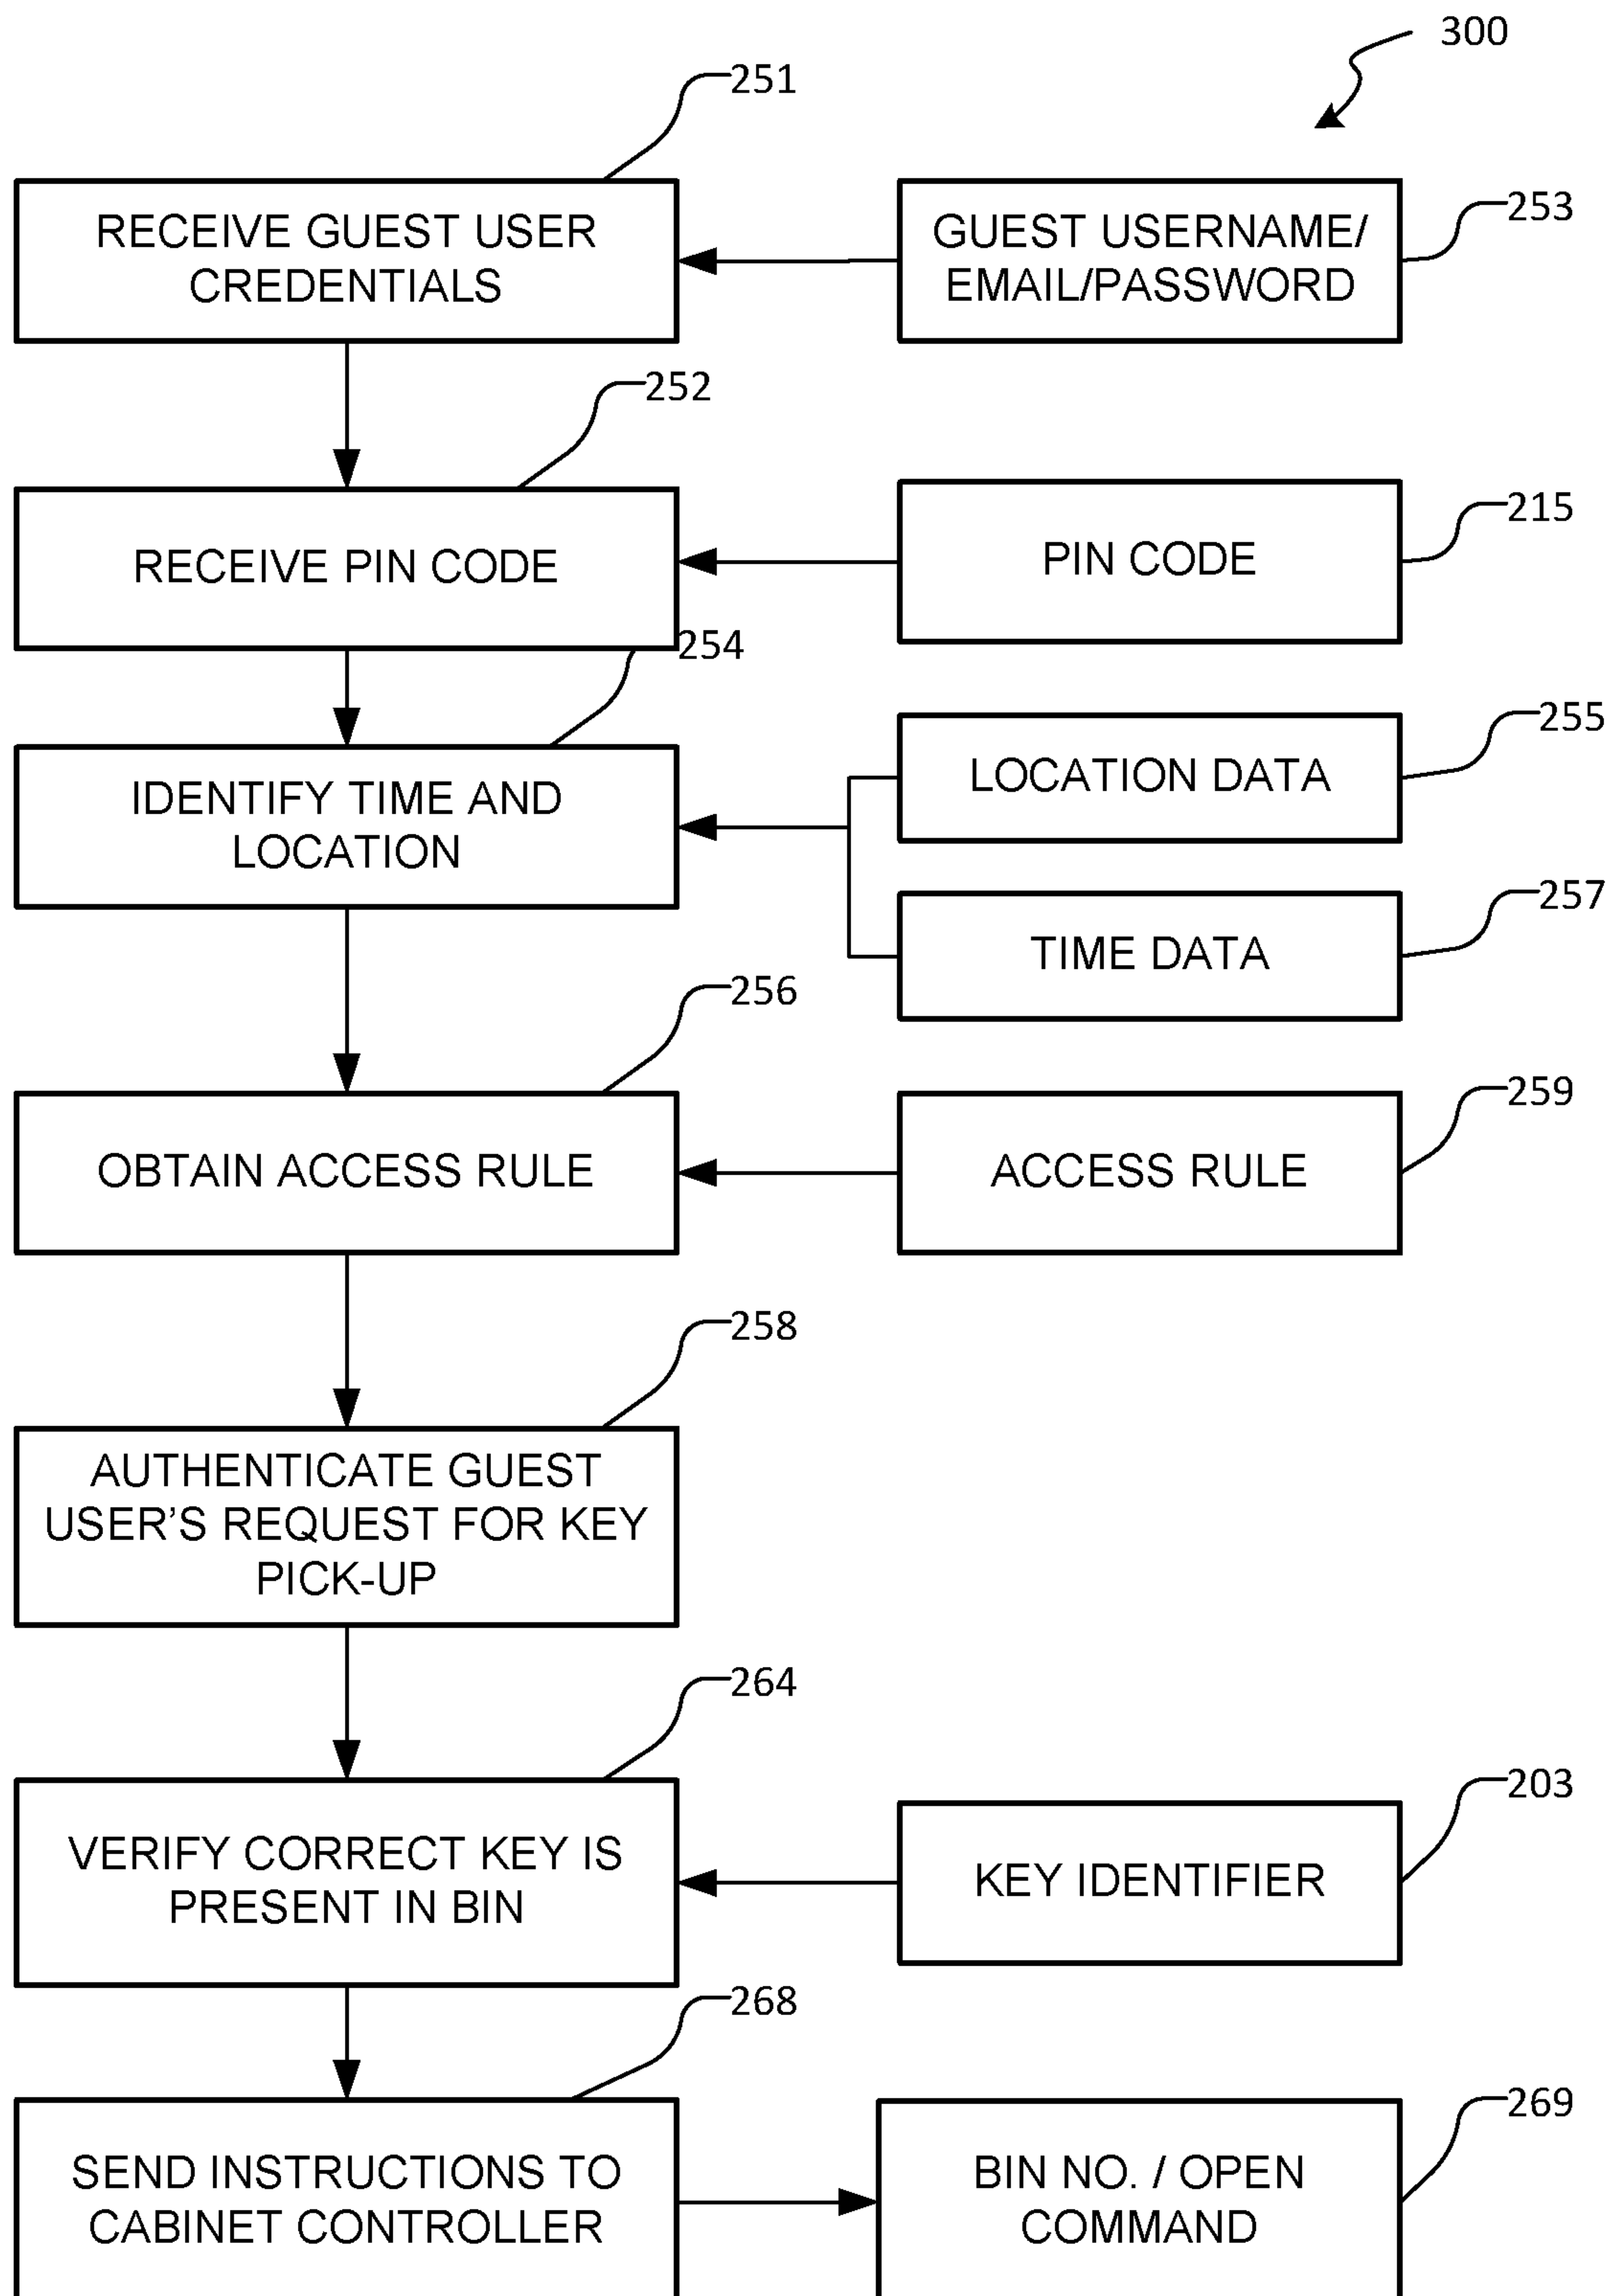 300
251
RECEIVE GUEST USER
CREDENTIALS
253
GUEST USERNAME/
EMAIL/PASSWORD
252
RECEIVE PIN CODE
215
PIN CODE
254
IDENTIFY TIME AND
LOCATION
255
LOCATION DATA
257
TIME DATA
256
OBTAIN ACCESS RULE
259
ACCESS RULE
258
AUTHENTICATE GUEST
USER’S REQUEST FOR KEY
PICK-UP
264
VERIFY CORRECT KEY IS
PRESENT IN BIN
203
KEY IDENTIFIER
268
SEND INSTRUCTIONS TO
CABINET CONTROLLER
269
BIN NO. / OPEN
COMMAND